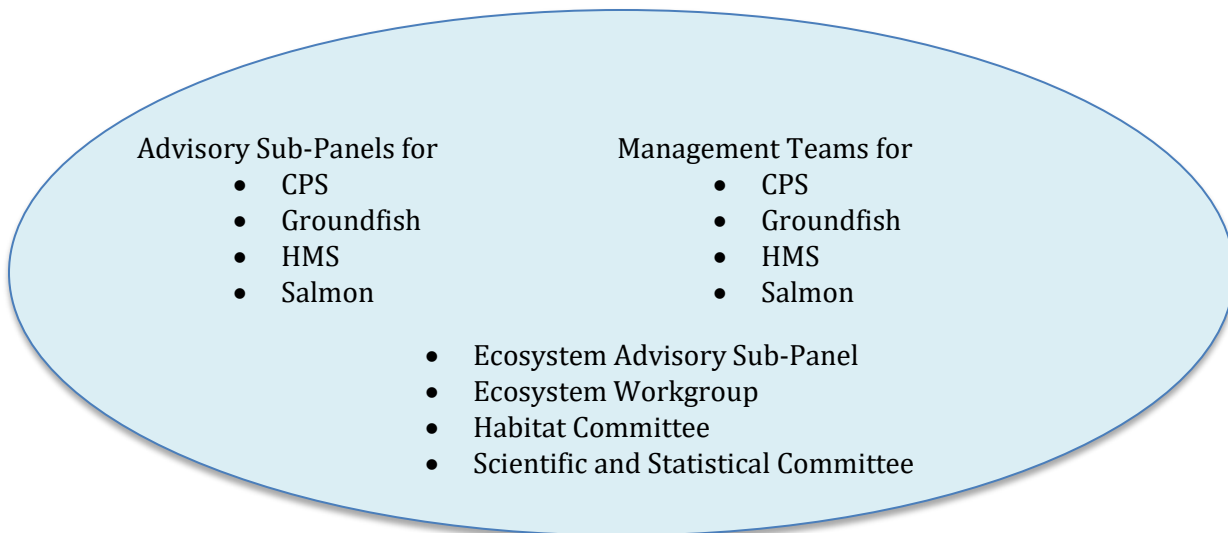 Advisory Sub-Panels for
• CPS
• Groundfish
• HMS
• Salmon
Management Teams for
• CPS
• Groundfish
• HMS
• Salmon
• Ecosystem Advisory Sub-Panel
• Ecosystem Workgroup
• Habitat Committee
• Scientific and Statistical Committee